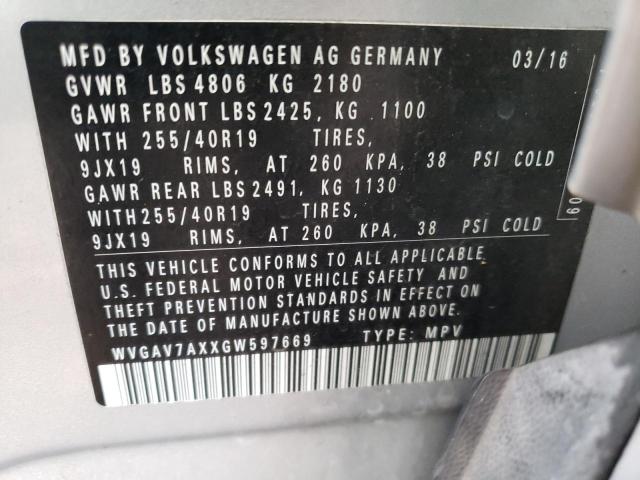 MFD BY VOLKSWAGEN AG GERMANY 03/16
GVWR LBS 4806 KG 2180
GAWR FRONT LBS 2425, KG 1100
WITH 255/40R19 TIRES,
9JX19 RIMS, AT 260 KPA, 38 PSI COLD
GAWR REAR LBS 2491, KG 1130
WITH 255/40R19 TIRES,
9JX19 RIMS, AT 260 KPA, 38 PSI COLD
THIS VEHICLE CONFORMS TO ALL APPLICABLE
U.S. FEDERAL MOTOR VEHICLE SAFETY AND
THEFT PREVENTION STANDARDS IN EFFECT ON
THE DATE OF MANUFACTURE SHOWN ABOVE.
WVGAV7AXXGW597669 TYPE: MPV